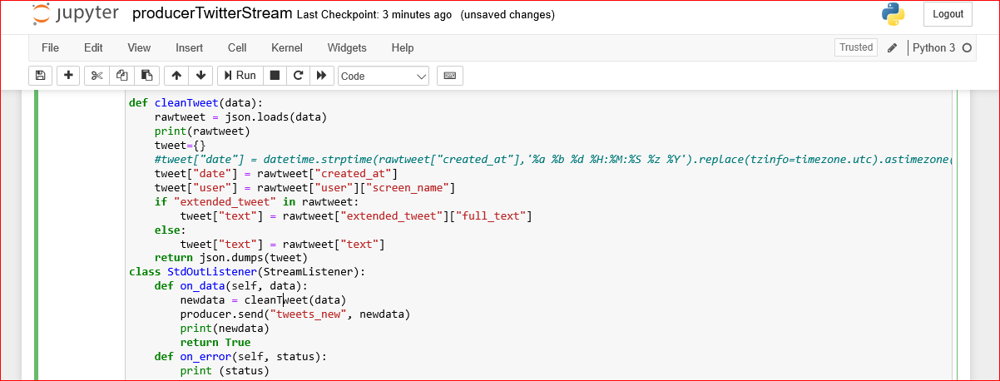 jupyter producerTwitterStream Last Checkpoint: 3 minutes ago (unsaved changes) Logout
File Edit View Insert Cell Kernel Widgets Help Trusted Python 3
Run Code
def cleanTweet(data):
    rawtweet = json.loads(data)
    print(rawtweet)
    tweet={}
    #tweet["date"] = datetime.strptime(rawtweet["created_at"],'%a %b %d %H:%M:%S %z %Y').replace(tzinfo=timezone.utc).astimezone(
    tweet["date"] = rawtweet["created_at"]
    tweet["user"] = rawtweet["user"]["screen_name"]
    if "extended_tweet" in rawtweet:
        tweet["text"] = rawtweet["extended_tweet"]["full_text"]
    else:
        tweet["text"] = rawtweet["text"]
    return json.dumps(tweet)
class StdOutListener(StreamListener):
    def on_data(self, data):
        newdata = cleanTweet(data)
        producer.send("tweets_new", newdata)
        print(newdata)
        return True
    def on_error(self, status):
        print (status)